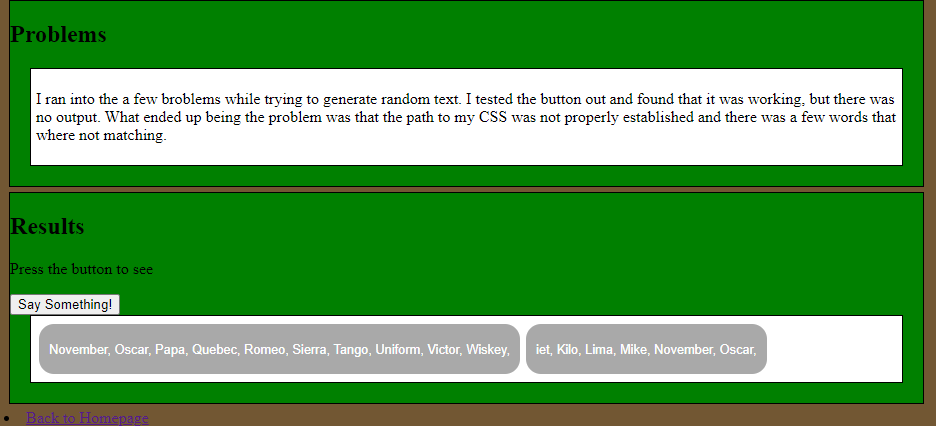 Problems
I ran into the a few broblems while trying to generate random text. I tested the button out and found that it was working, but there was
no output. What ended up being the problem was that the path to my CSS was not properly established and there was a few words that
where not matching.
Results
Press the button to see
Say Something!
November, Oscar, Papa, Quebec, Romeo, Sierra, Tango, Uniform, Victor, Wiskey, iet, Kilo, Lima, Mike, November, Oscar,
Back to Homepage